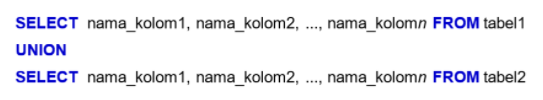 SELECT nama_kolom1, nama_kolom2, ..., nama_kolomn FROM tabel1
UNION
SELECT nama_kolom1, nama_kolom2, ..., nama_kolomn FROM tabel2